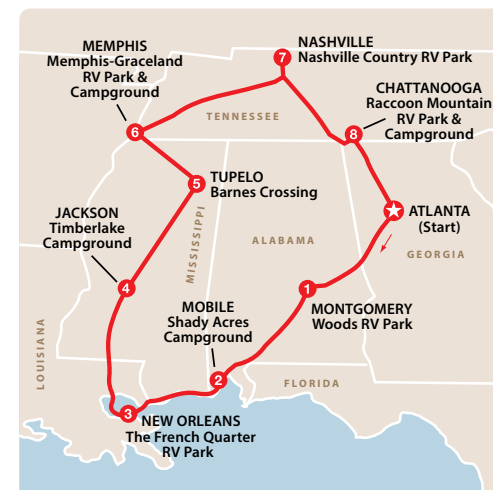 MEMPHIS
Memphis-Graceland
RV Park &
Campground
7
NASHVILLE
Nashville Country RV Park
CHATTANOOGA
Raccoon Mountain
RV Park &
Campground
TENNESSEE
6
8
5
TUPELO
Barnes Crossing
JACKSON
Timberlake
Campground
MISSISSIPPI
ALABAMA
ATLANTA
(Start)
GEORGIA
4
1
MONTGOMERY
Woods RV Park
MOBILE
Shady Acres
Campground
LOUISIANA
2
FLORIDA
3
NEW ORLEANS
The French Quarter
RV Park